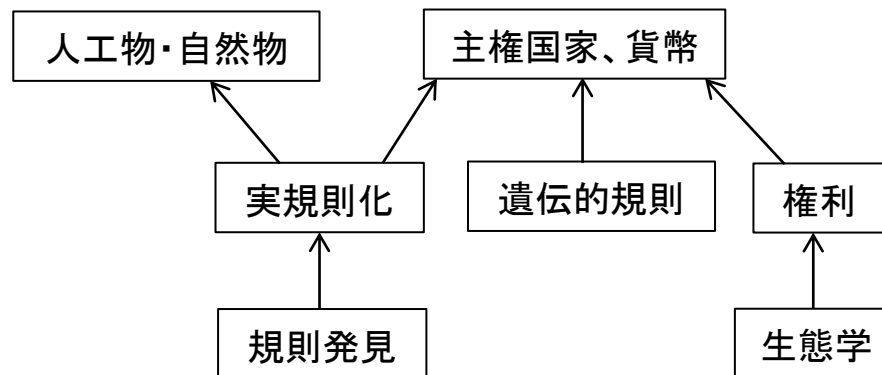 人工物・自然物
主権国家、貨幣
実規則化
遺伝的規則
権利
規則発見
生態学